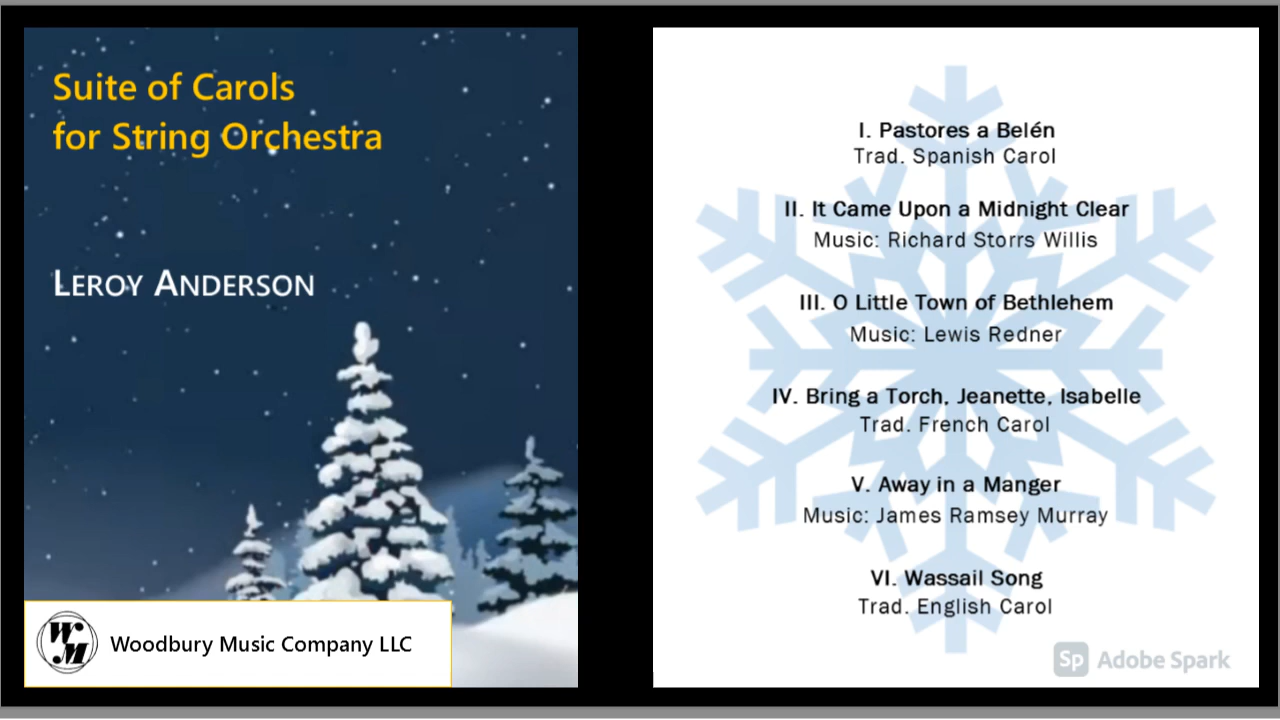 Suite of Carols
for String Orchestra
Leroy Anderson
WM
Woodbury Music Company LLC
I. Pastores a Belén
Trad. Spanish Carol
II. It Came Upon a Midnight Clear
Music: Richard Storrs Willis
III. O Little Town of Bethlehem
Music: Lewis Redner
IV. Bring a Torch, Jeanette, Isabelle
Trad. French Carol
V. Away in a Manger
Music: James Ramsey Murray
VI. Wassail Song
Trad. English Carol
Sp Adobe Spark